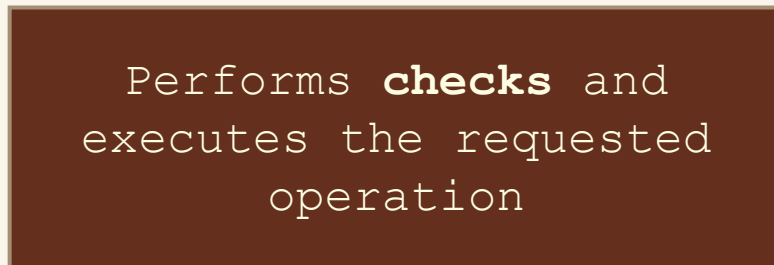 Performs checks and
executes the requested
operation